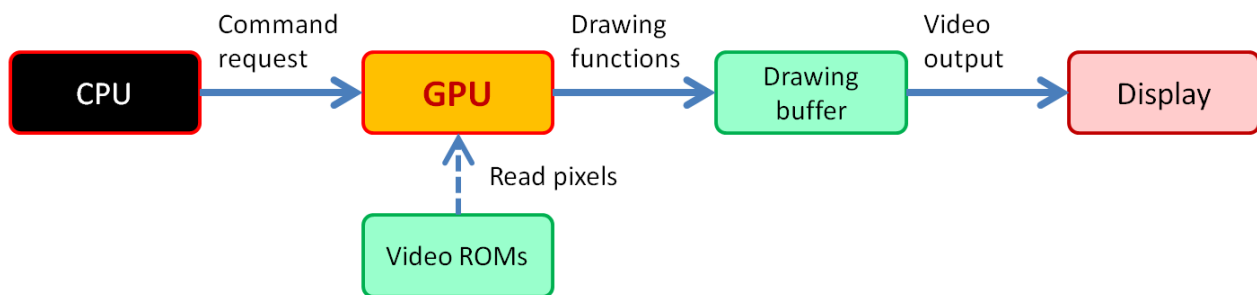 Command
request
Drawing
functions
Video
output
CPU
GPU
Drawing
buffer
Display
Read pixels
Video ROMs